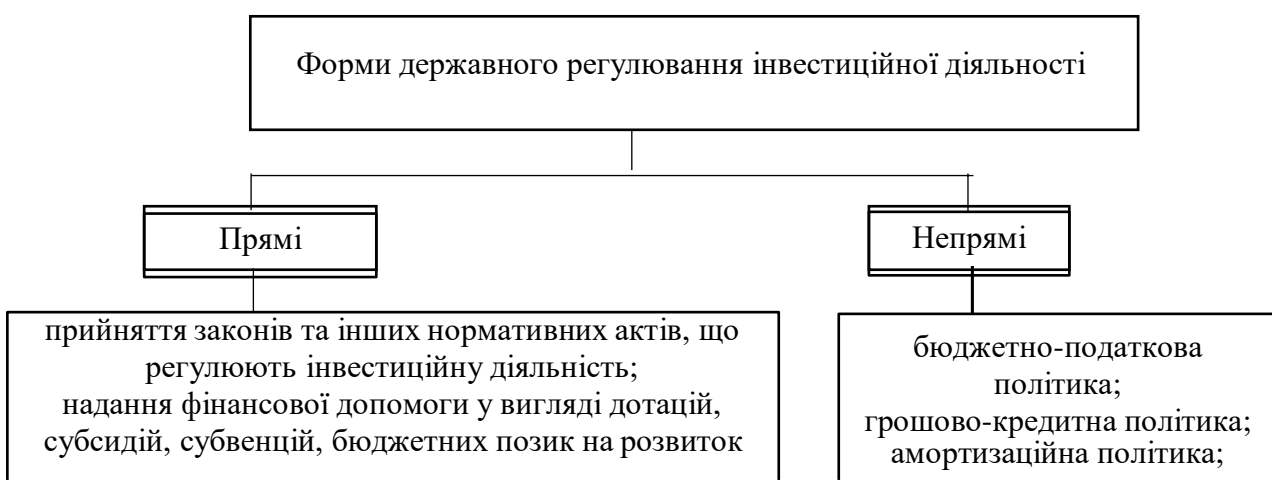 Форми державного регулювання інвестиційної діяльності
Прямі
Непрямі
прийняття законів та інших нормативних актів, що
регулюють інвестиційну діяльність;
надання фінансової допомоги у вигляді дотацій,
субсидій, субвенцій, бюджетних позик на розвиток
бюджетно-податкова
політика;
грошово-кредитна політика;
амортизаційна політика;